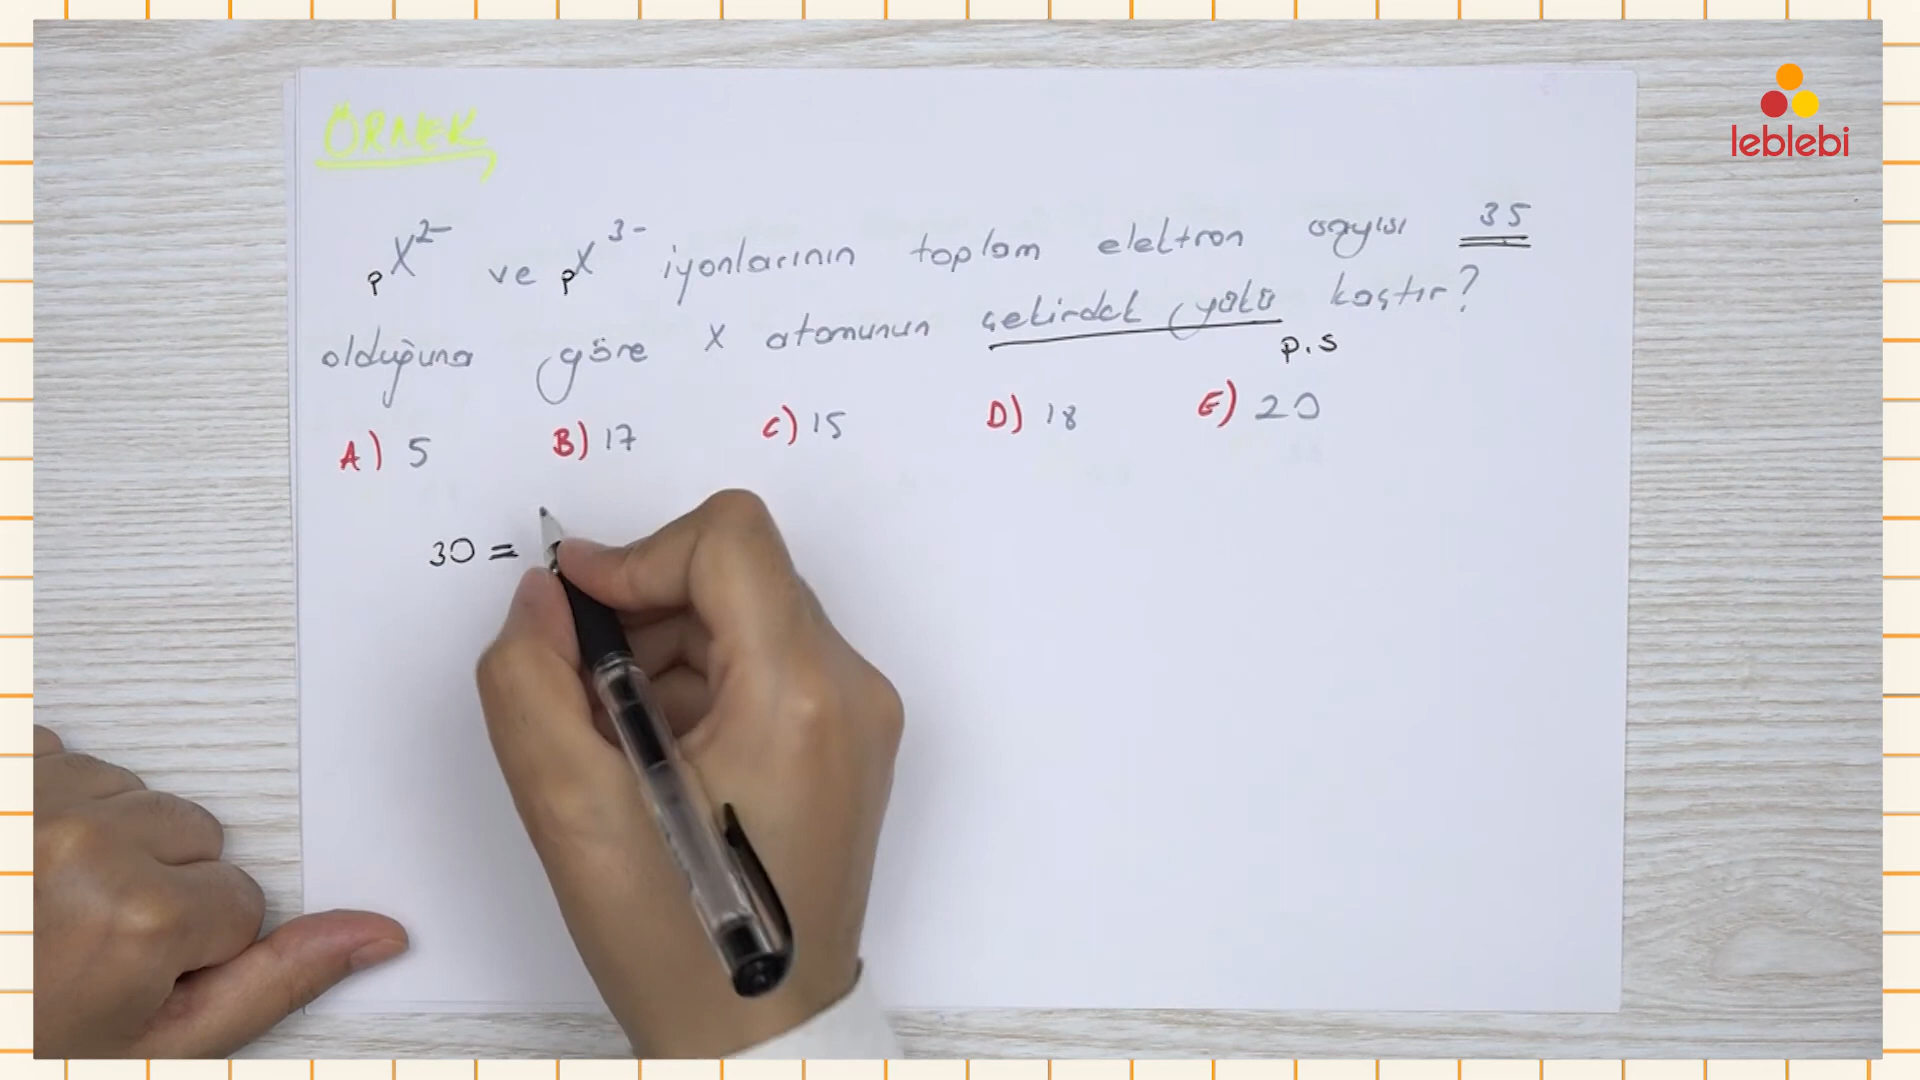 leblebi
ÖRNEK
pX2- ve pX3- iyonlarının toplam elektron sayısı 35
olduğuna göre X atomunun çekirdek yükü kaçtır?
p.s
A) 5 B) 17 C) 15 D) 18 E) 20
30 =